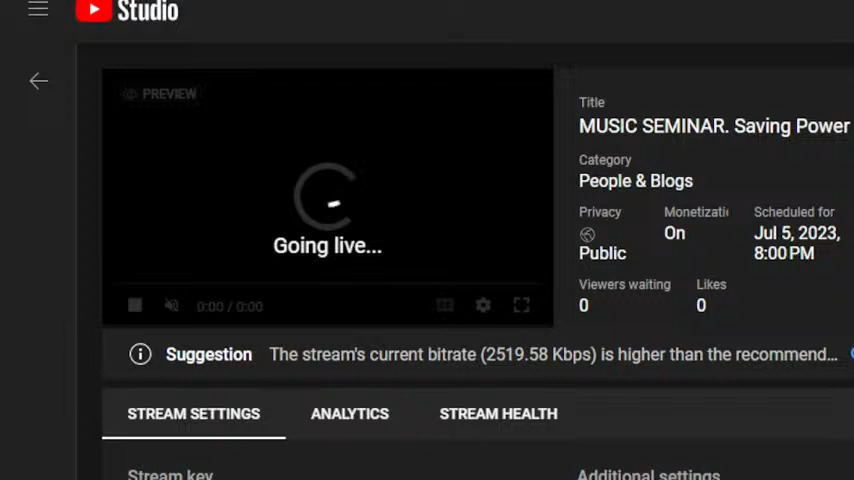 Studio
PREVIEW
Going live...
0:00 / 0:00
Title
MUSIC SEMINAR. Saving Power
Category
People & Blogs
Privacy
Public
Monetizati
On
Scheduled for
Jul 5, 2023,
8:00 PM
Viewers waiting
0
Likes
0
Suggestion The stream's current bitrate (2519.58 Kbps) is higher than the recommend...
STREAM SETTINGS ANALYTICS STREAM HEALTH
Stream key
Additional settings